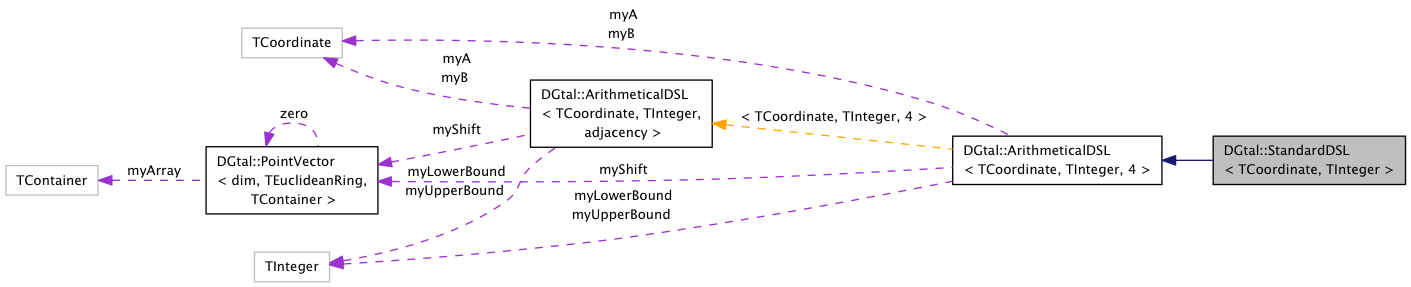 myA
myB
TCoordinate
myA
myB
DGtal::ArithmeticalDSL
< TCoordinate, TInteger,
adjacency >
< TCoordinate, TInteger, 4 >
zero
myShift
DGtal::ArithmeticalDSL
< TCoordinate, TInteger, 4 >
DGtal::StandardDSL
< TCoordinate, TInteger >
DGtal::PointVector
< dim, TEuclideanRing,
TContainer >
TContainer
myArray
myLowerBound
myUpperBound
myShift
myLowerBound
myUpperBound
TInteger